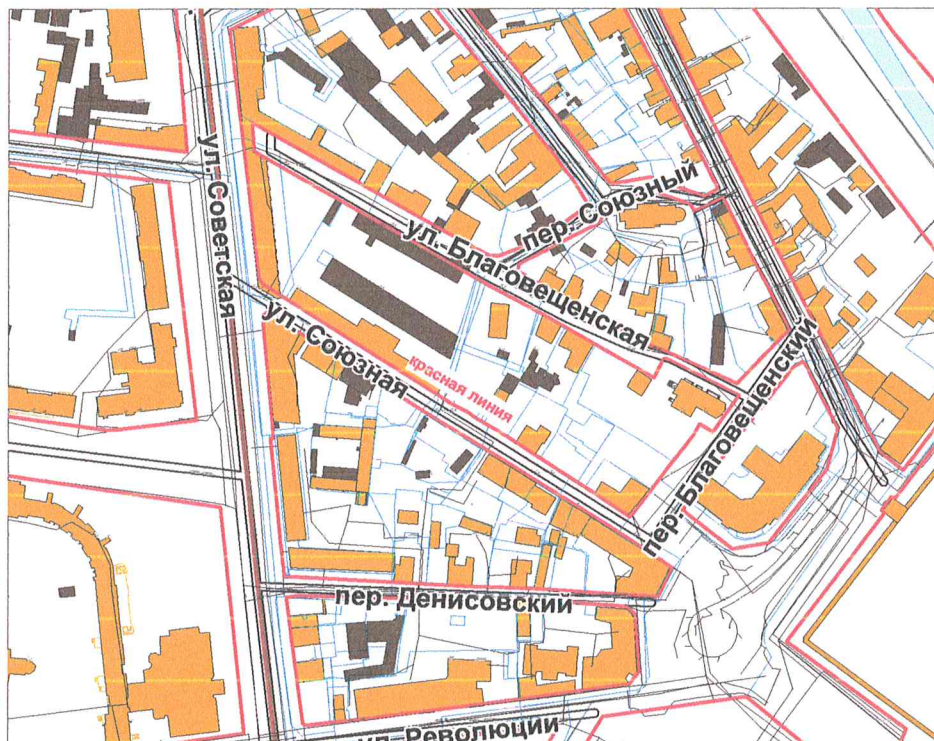 ул. Советская
пер. Союзный
ул. Благовещенская
ул. Союзная
красная линия
пер. Благовещенский
пер. Денисовский
ул. Революции